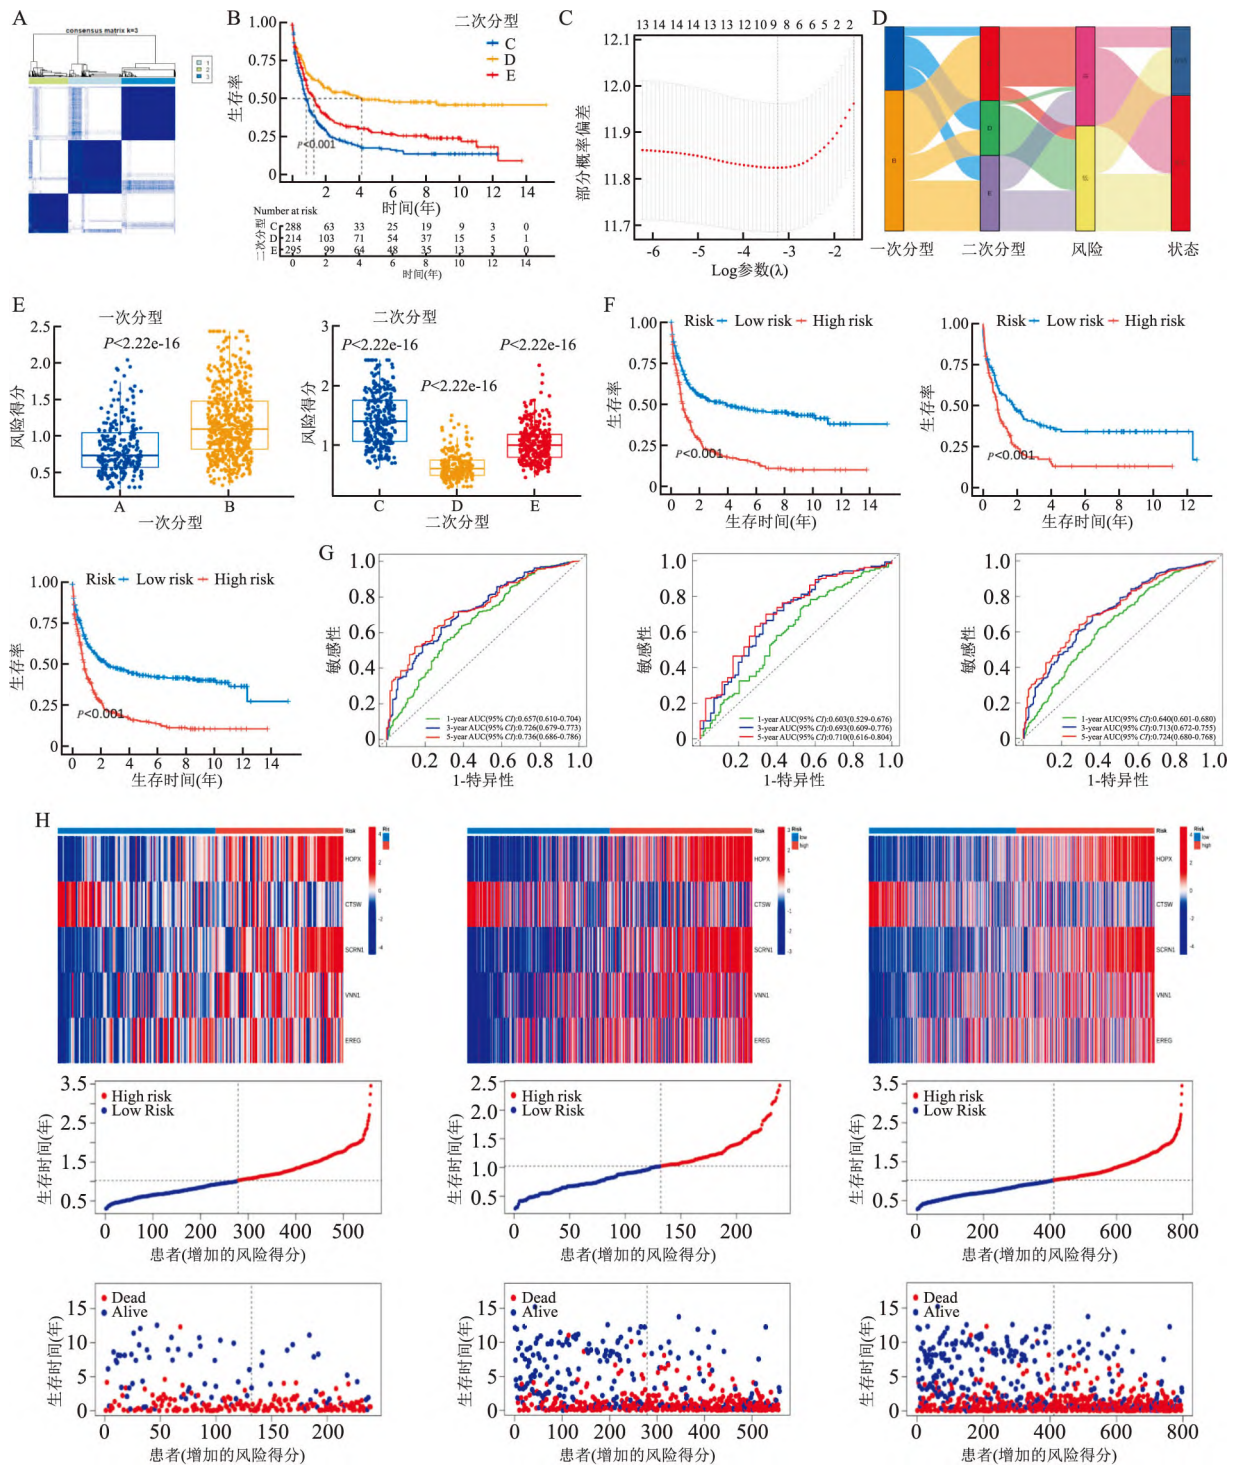 A
consensus matrix k=3
1
2
3
B
二次分型
C
D
E
1.00
0.75
0.50
0.25
0
生存率
P<0.001
0 2 4 6 8 10 12 14
时间(年)
Number at risk
二次分型
C 288 63 33 25 19 9 3 0
D 214 103 71 54 37 15 5 1
E 295 99 64 48 35 13 3 0
0 2 4 6 8 10 12 14
时间(年)
C
13 14 14 14 14 13 13 12 10 9 8 6 6 5 2 2
12.1
12.0
11.9
11.8
11.7
部分概率偏差
-6 -5 -4 -3 -2
Log参数(λ)
D
B
D
E
一次分型 二次分型 风险 状态
E
一次分型
P<2.22e-16
2.5
2.0
1.5
1.0
0.5
风险得分
A B
一次分型
二次分型
P<2.22e-16
P<2.22e-16
P<2.22e-16
3
2
1
风险得分
C D E
二次分型
F
Risk Low risk High risk
1.00
0.75
0.50
0.25
0
生存率
P<0.001
0 2 4 6 8 10 12 14
生存时间(年)
Risk Low risk High risk
1.00
0.75
0.50
0.25
0
生存率
P<0.001
0 2 4 6 8 10 12
生存时间(年)
Risk Low risk High risk
1.00
0.75
0.50
0.25
0
生存率
P<0.001
0 2 4 6 8 10 12 14
生存时间(年)
G
1.0
0.8
0.6
0.4
0.2
0
敏感性
1-year AUC(95% CI):0.657(0.610-0.704)
3-year AUC(95% CI):0.726(0.679-0.773)
5-year AUC(95% CI):0.736(0.686-0.786)
0.2 0.4 0.6 0.8 1.0
1-特异性
1.0
0.8
0.6
0.4
0.2
0
敏感性
1-year AUC(95% CI):0.603(0.529-0.676)
3-year AUC(95% CI):0.693(0.609-0.776)
5-year AUC(95% CI):0.710(0.616-0.804)
0.2 0.4 0.6 0.8 1.0
1-特异性
1.0
0.8
0.6
0.4
0.2
0
敏感性
1-year AUC(95% CI):0.640(0.601-0.680)
3-year AUC(95% CI):0.713(0.672-0.755)
5-year AUC(95% CI):0.724(0.680-0.768)
0.2 0.4 0.6 0.8 1.0
1-特异性
H
Risk
HOPX
CTSW
SCRN1
VNN1
EREG
4
2
0
-2
-4
Ris
Risk
HOPX
CTSW
SCRN1
VNN1
EREG
3
2
1
0
-1
-2
-3
Risk
low
high
Risk
HOPX
CTSW
SCRN1
VNN1
EREG
4
2
0
-2
-4
Risk
low
high
High risk
Low Risk
3.5
2.5
1.5
0.5
生存时间(年)
0 100 200 300 400 500
患者(增加的风险得分)
High risk
Low Risk
2.5
2.0
1.5
1.0
0.5
生存时间(年)
0 50 100 150 200
患者(增加的风险得分)
High risk
Low Risk
3.5
2.5
1.5
0.5
生存时间(年)
0 200 400 600 800
患者(增加的风险得分)
Dead
Alive
15
10
5
0
生存时间(年)
0 50 100 150 200
患者(增加的风险得分)
Dead
Alive
15
10
5
0
生存时间(年)
0 100 200 300 400 500
患者(增加的风险得分)
Dead
Alive
15
10
5
0
生存时间(年)
0 200 400 600 800
患者(增加的风险得分)